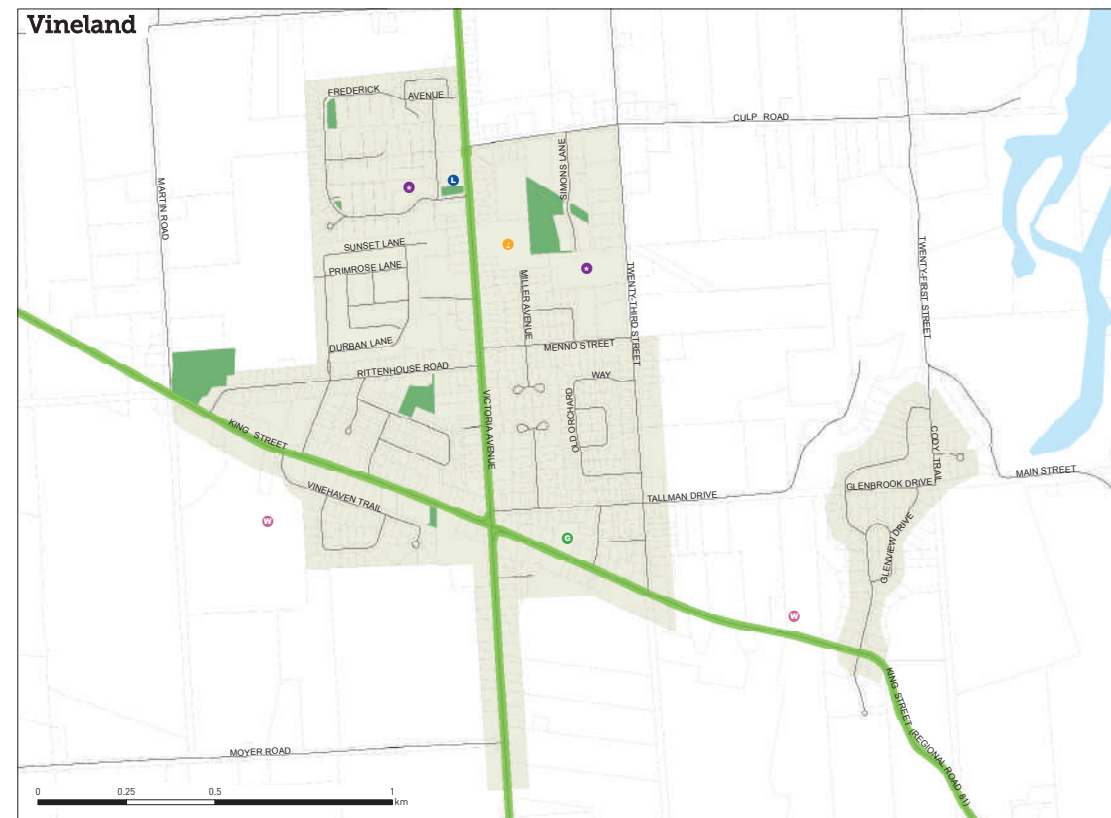 Vineland
FREDERICK
AVENUE
CULP ROAD
MARTIN ROAD
SIMONS LANE
L
SUNSET LANE
PRIMROSE LANE
MILLER AVENUE
TWENTY-THIRD STREET
TWENTY-FIRST STREET
DURBAN LANE
MENNO STREET
RITTENHOUSE ROAD
WAY
OLD ORCHARD
VICTORIA AVENUE
KING STREET
CODY TRAIL
MAIN STREET
GLENBROOK DRIVE
VINEHAVEN TRAIL
TALLMAN DRIVE
W
G
GLENVIEW DRIVE
W
KING STREET (REGIONAL ROAD 81)
MOYER ROAD
0 0.25 0.5 1
km